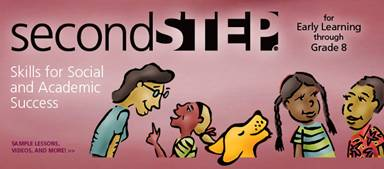 secondSTEP®
for
Early Learning
through
Grade 8
Skills for Social
and Academic
Success
SAMPLE LESSONS,
VIDEOS, AND MORE! >>